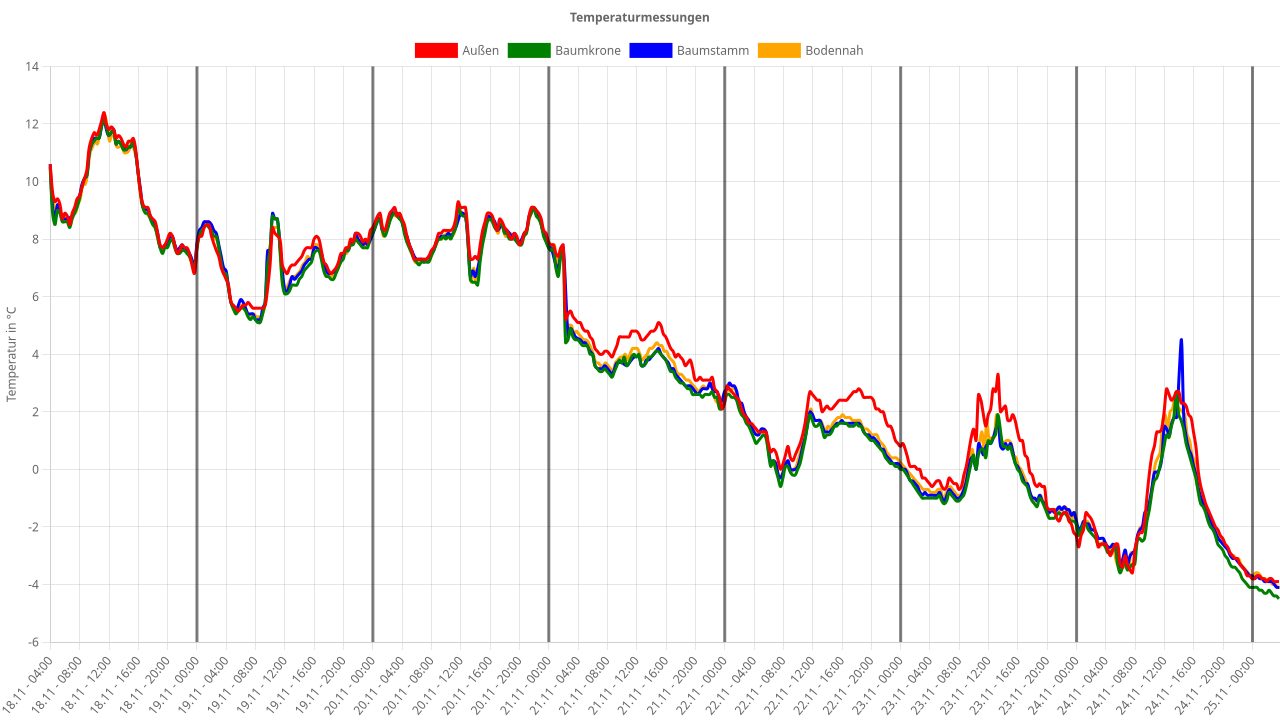 Temperaturmessungen
Außen Baumkrone Baumstamm Bodennah
Temperatur in °C
14
12
10
8
6
4
2
0
-2
-4
-6
18.11 - 04:00
18.11 - 08:00
18.11 - 12:00
18.11 - 16:00
18.11 - 20:00
19.11 - 00:00
19.11 - 04:00
19.11 - 08:00
19.11 - 12:00
19.11 - 16:00
19.11 - 20:00
20.11 - 00:00
20.11 - 04:00
20.11 - 08:00
20.11 - 12:00
20.11 - 16:00
20.11 - 20:00
21.11 - 00:00
21.11 - 04:00
21.11 - 08:00
21.11 - 12:00
21.11 - 16:00
21.11 - 20:00
22.11 - 00:00
22.11 - 04:00
22.11 - 08:00
22.11 - 12:00
22.11 - 16:00
22.11 - 20:00
23.11 - 00:00
23.11 - 04:00
23.11 - 08:00
23.11 - 12:00
23.11 - 16:00
23.11 - 20:00
24.11 - 00:00
24.11 - 04:00
24.11 - 08:00
24.11 - 12:00
24.11 - 16:00
24.11 - 20:00
25.11 - 00:00